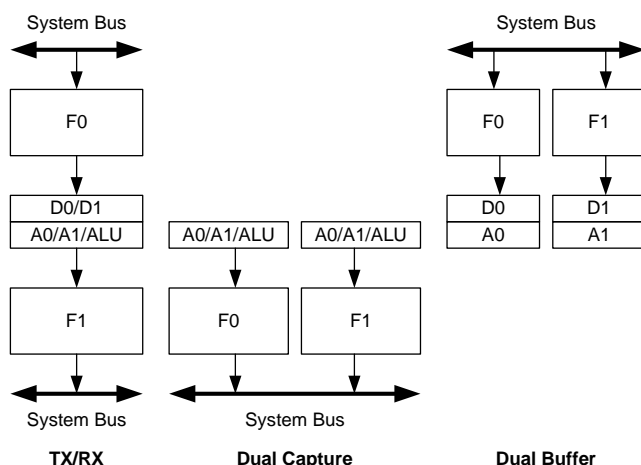 System Bus
F0
D0/D1
A0/A1/ALU
F1
System Bus
TX/RX
A0/A1/ALU A0/A1/ALU
F0 F1
System Bus
Dual Capture
System Bus
F0 F1
D0 D1
A0 A1
Dual Buffer